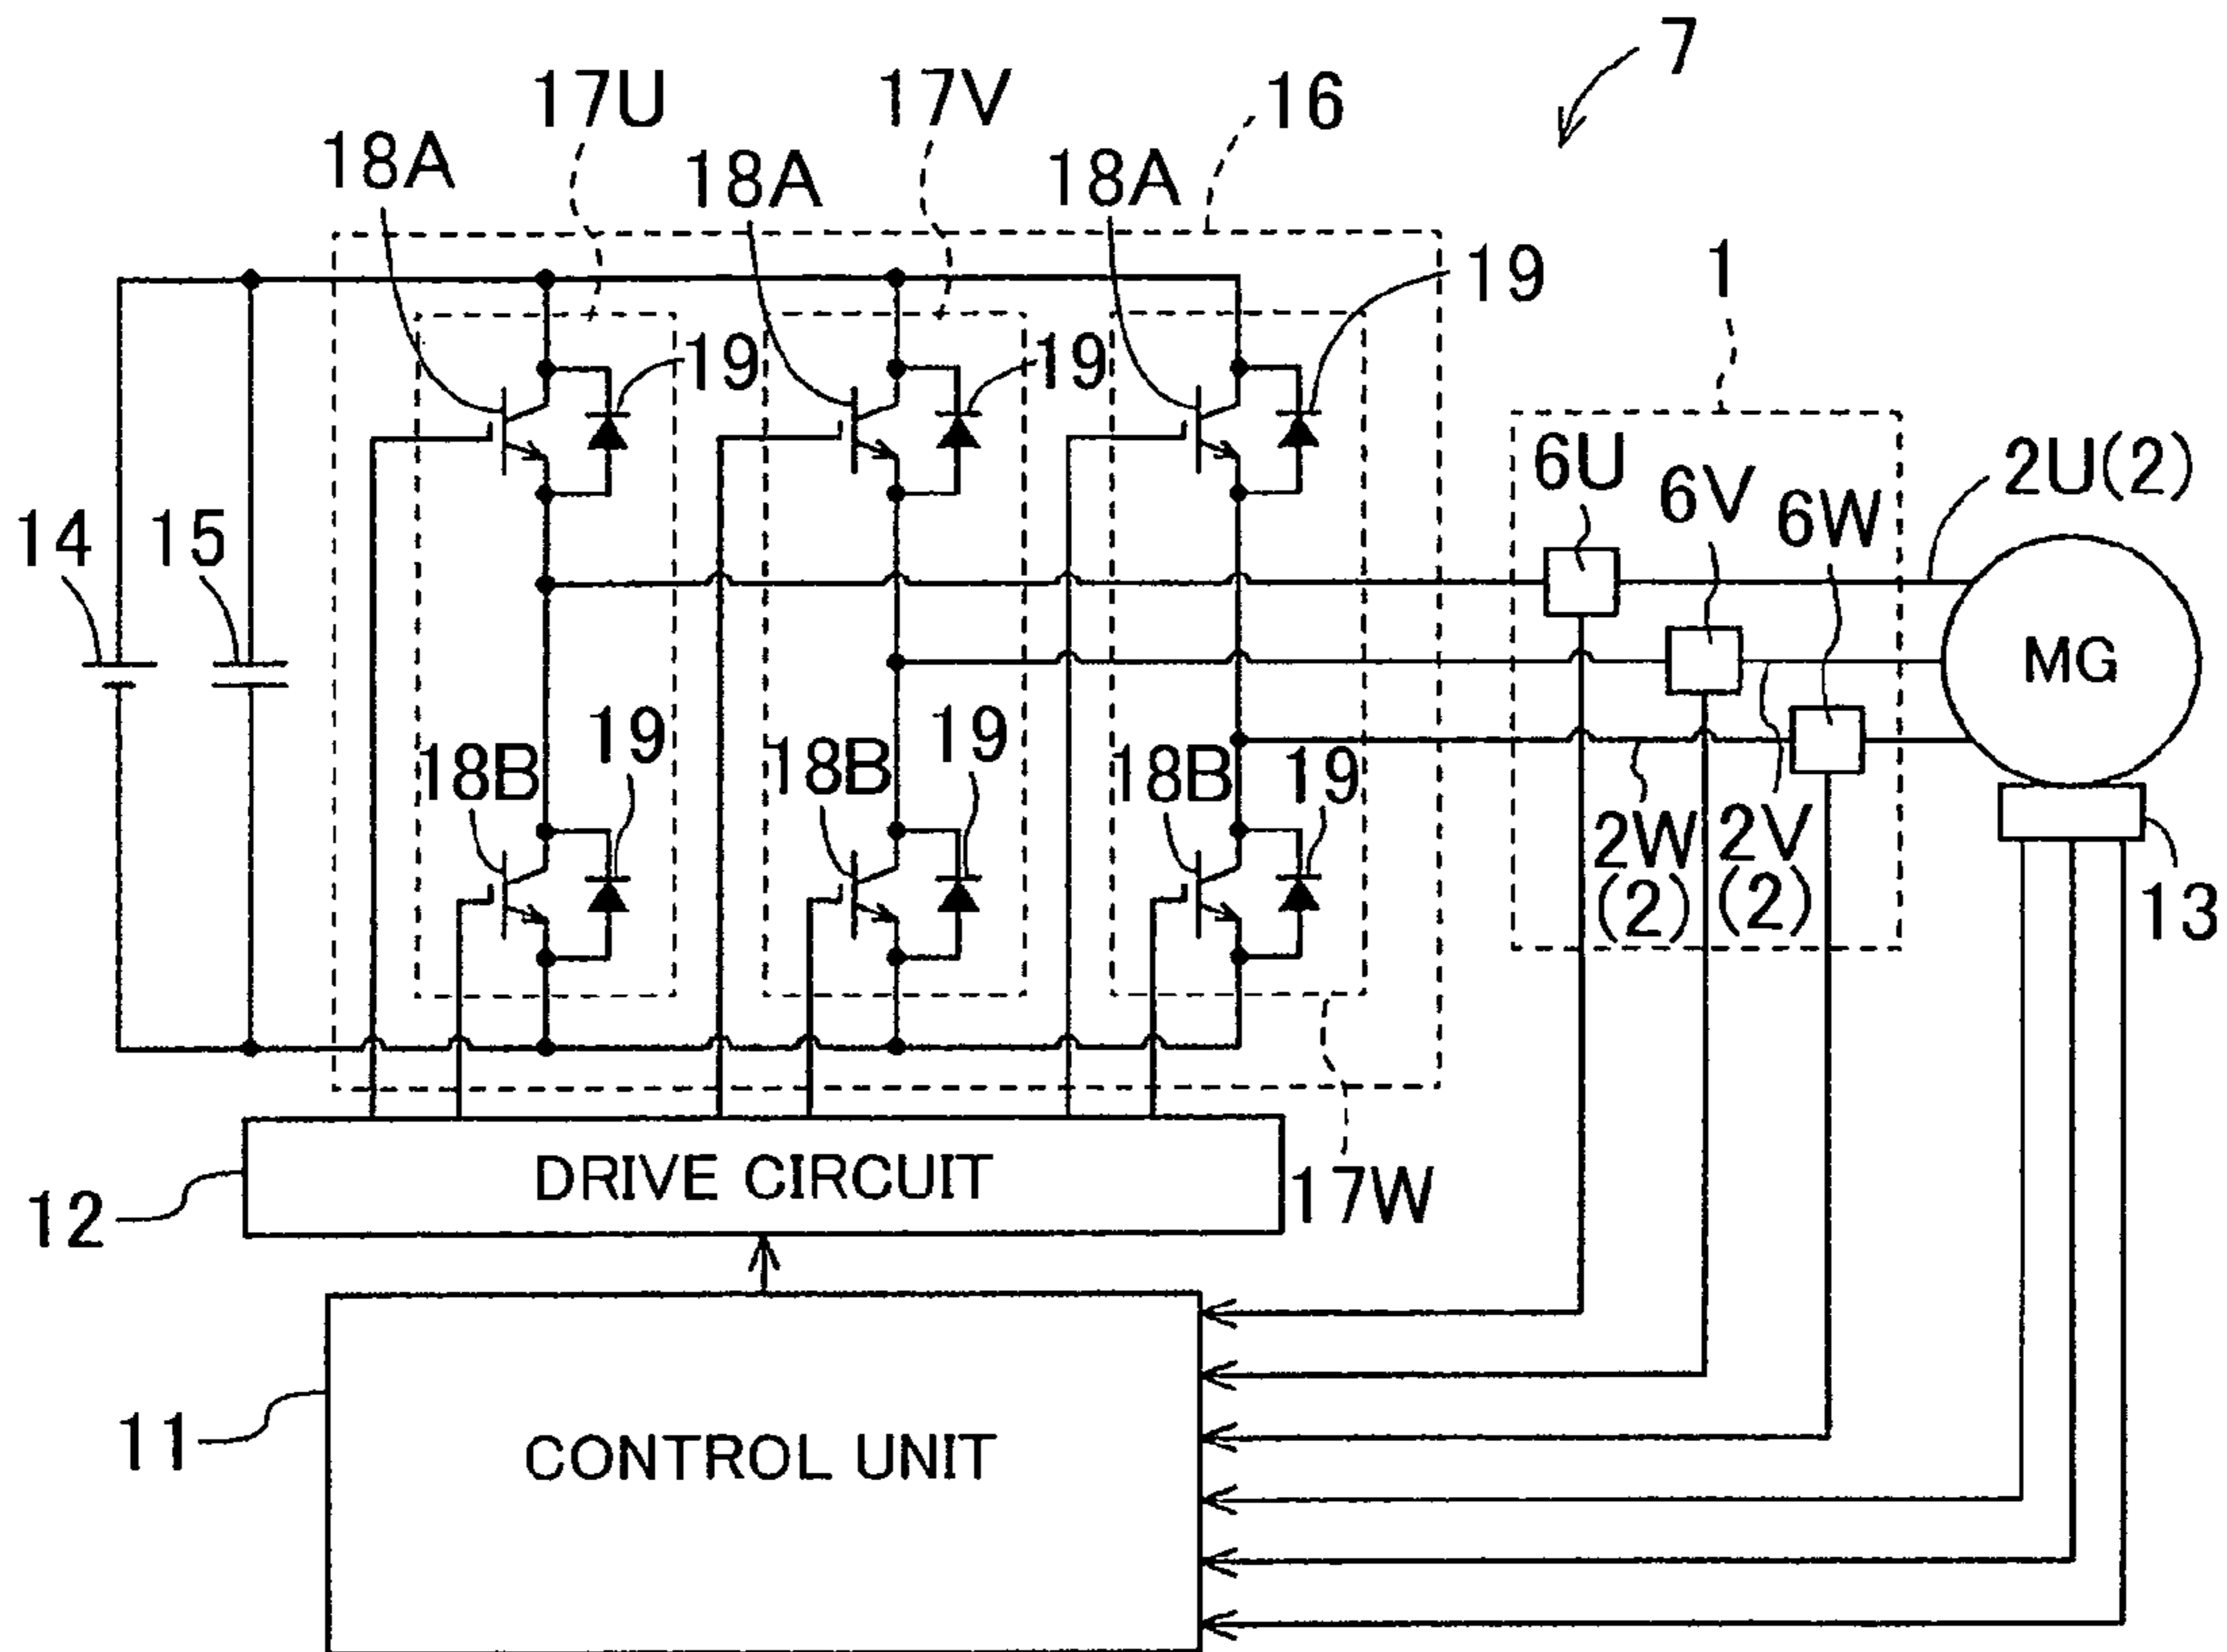 7
17U
17V
16
18A
18A
18A
19
1
19
19
6U
2U(2)
6V
6W
14
15
MG
19
19
19
18B
18B
18B
2W
(2)
2V
(2)
13
DRIVE CIRCUIT
17W
12
11
CONTROL UNIT